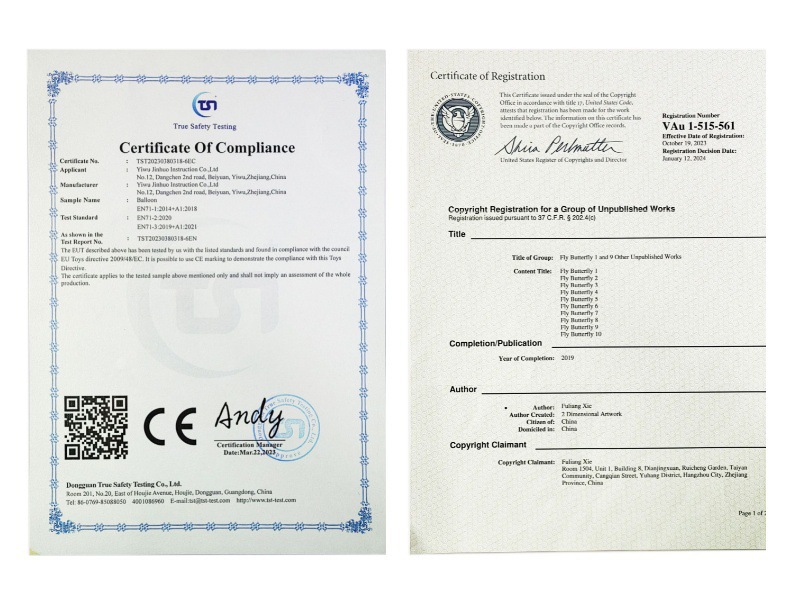 TST
True Safety Testing
Certificate Of Compliance
Certificate No. : TST20230380318-6EC
Applicant : Yiwu Jinhuo Instruction Co.,Ltd
No.12, Dangchen 2nd road, Beiyuan, Yiwu,Zhejiang,China
Manufacturer : Yiwu Jinhuo Instruction Co.,Ltd
No.12, Dangchen 2nd road, Beiyuan, Yiwu,Zhejiang,China
Sample Name : Balloon
EN71-1:2014+A1:2018
Test Standard : EN71-2:2020
EN71-3:2019+A1:2021
As shown in the
Test Report No. : TST20230380318-6EN
The EUT described above has been tested by us with the listed standards and found in compliance with the council
EU Toys directive 2009/48/EC. It is possible to use CE marking to demonstrate the compliance with this Toys
Directive.
The certificate applies to the tested sample above mentioned only and shall not imply an assessment of the whole
production.
CE
Andy
Certification Manager
Date:Mar.22,2023
Dongguan True Safety Testing Co., Ltd.
Room 201, No.20, East of Houjie Avenue, Houjie, Dongguan, Guangdong, China
Tel: 86-0769-85088050 4001086960 E-mail:tst@tst-test.com http://www.tst-test.com
Certificate of Registration
This Certificate issued under the seal of the Copyright
Office in accordance with title 17, United States Code,
attests that registration has been made for the work
identified below. The information on this certificate has
been made a part of the Copyright Office records.
Shira Perlmutter
United States Register of Copyrights and Director
Registration Number
VAu 1-515-561
Effective Date of Registration:
October 19, 2023
Registration Decision Date:
January 12, 2024
Copyright Registration for a Group of Unpublished Works
Registration issued pursuant to 37 C.F.R. § 202.4(c)
Title
Title of Group: Fly Butterfly 1 and 9 Other Unpublished Works
Content Title: Fly Butterfly 1
Fly Butterfly 2
Fly Butterfly 3
Fly Butterfly 4
Fly Butterfly 5
Fly Butterfly 6
Fly Butterfly 7
Fly Butterfly 8
Fly Butterfly 9
Fly Butterfly 10
Completion/Publication
Year of Completion: 2019
Author
• Author: Fuliang Xie
Author Created: 2 Dimensional Artwork
Citizen of: China
Domiciled in: China
Copyright Claimant
Copyright Claimant: Fuliang Xie
Room 1504, Unit 1, Building 8, Dianjingxuan, Ruicheng Garden, Taiyan
Community, Cangqian Street, Yuhang District, Hangzhou City, Zhejiang
Province, China
Page 1 of